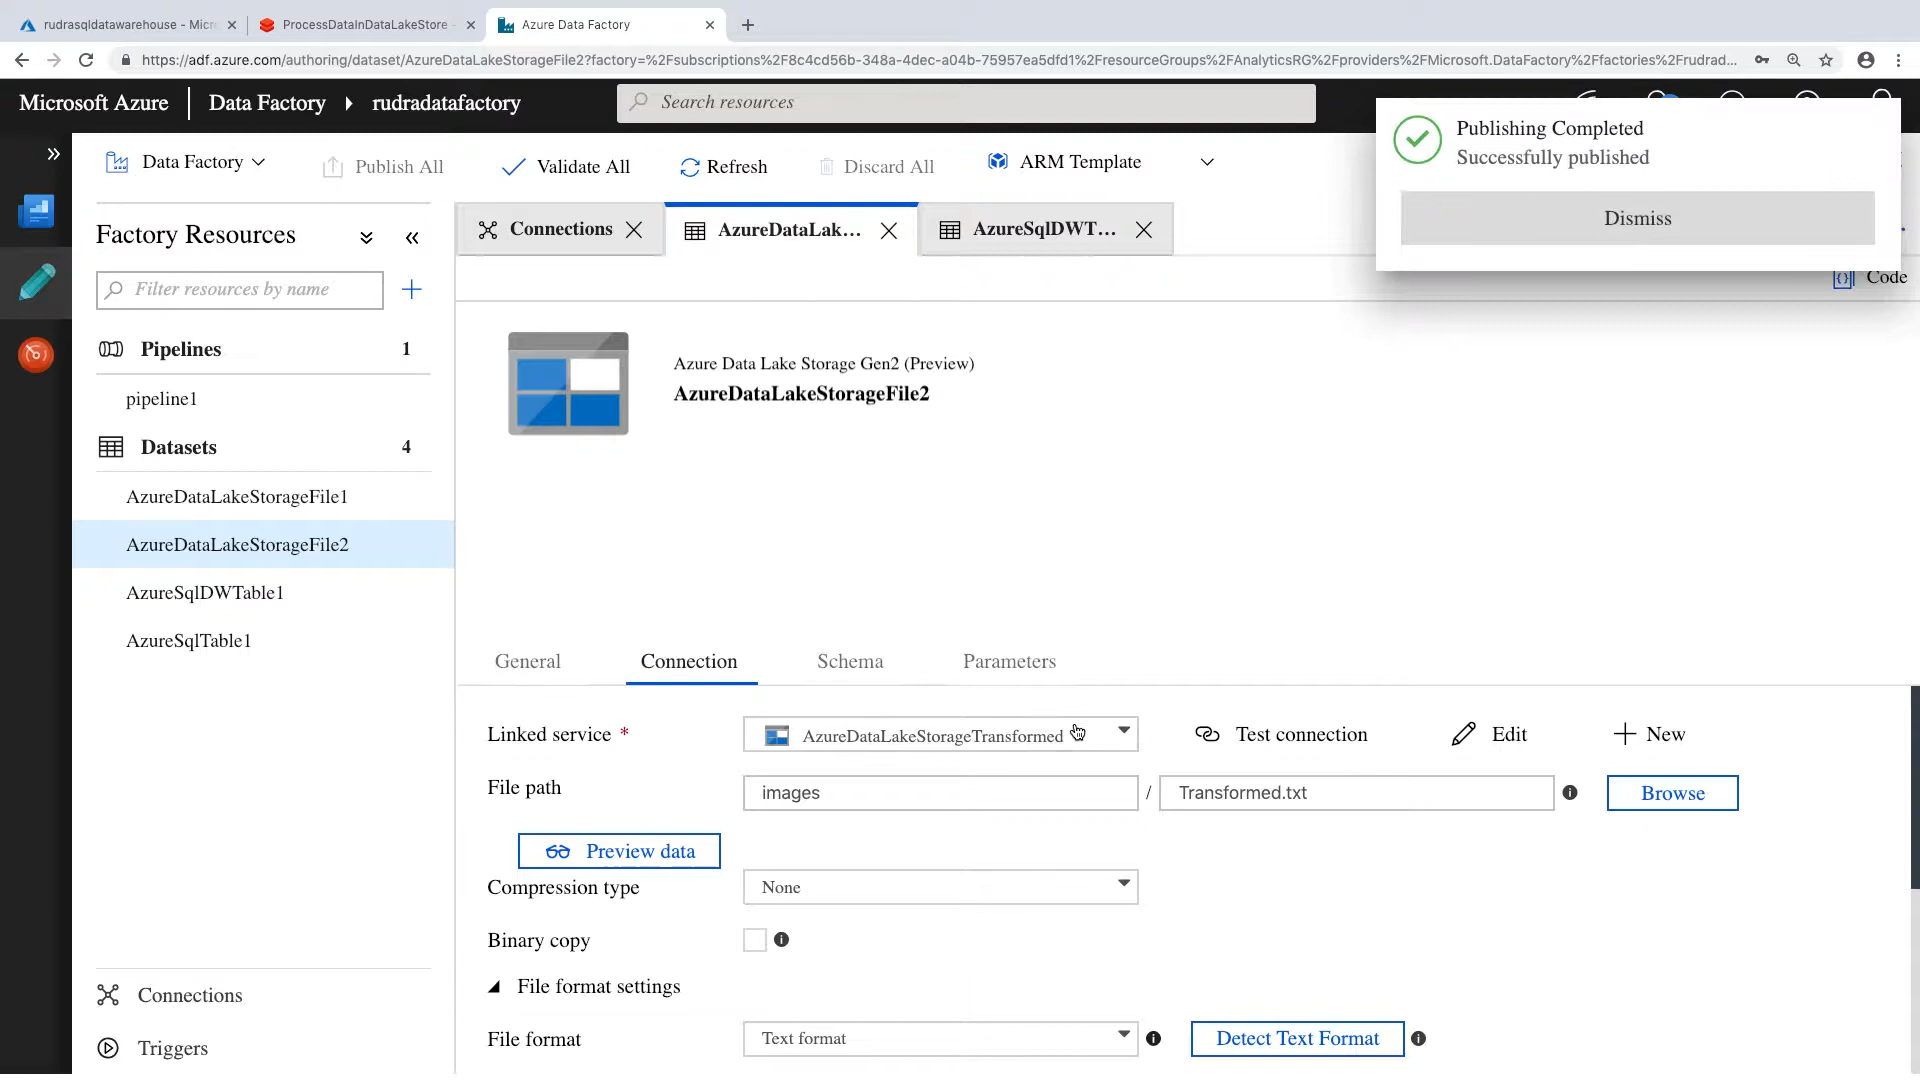 rudrasqldatawarehouse - Micr
ProcessDataInDataLakeStore -
Azure Data Factory
https://adf.azure.com/authoring/dataset/AzureDataLakeStorageFile2?factory=%2Fsubscriptions%2F8c4cd56b-348a-4dec-a04b-75957ea5dfd1%2FresourceGroups%2FAnalyticsRG%2Fproviders%2FMicrosoft.DataFactory%2Ffactories%2Frudrad...
Microsoft Azure
Data Factory
rudradatafactory
Search resources
Publishing Completed
Successfully published
Dismiss
Data Factory
Publish All
Validate All
Refresh
Discard All
ARM Template
Factory Resources
Connections
AzureDataLak...
AzureSqlDWT...
Code
Filter resources by name
Pipelines 1
pipeline1
Datasets 4
AzureDataLakeStorageFile1
AzureDataLakeStorageFile2
AzureSqlDWTable1
AzureSqlTable1
Connections
Triggers
Azure Data Lake Storage Gen2 (Preview)
AzureDataLakeStorageFile2
General
Connection
Schema
Parameters
Linked service *
AzureDataLakeStorageTransformed
Test connection
Edit
New
File path
images
/
Transformed.txt
Browse
Preview data
Compression type
None
Binary copy
File format settings
File format
Text format
Detect Text Format